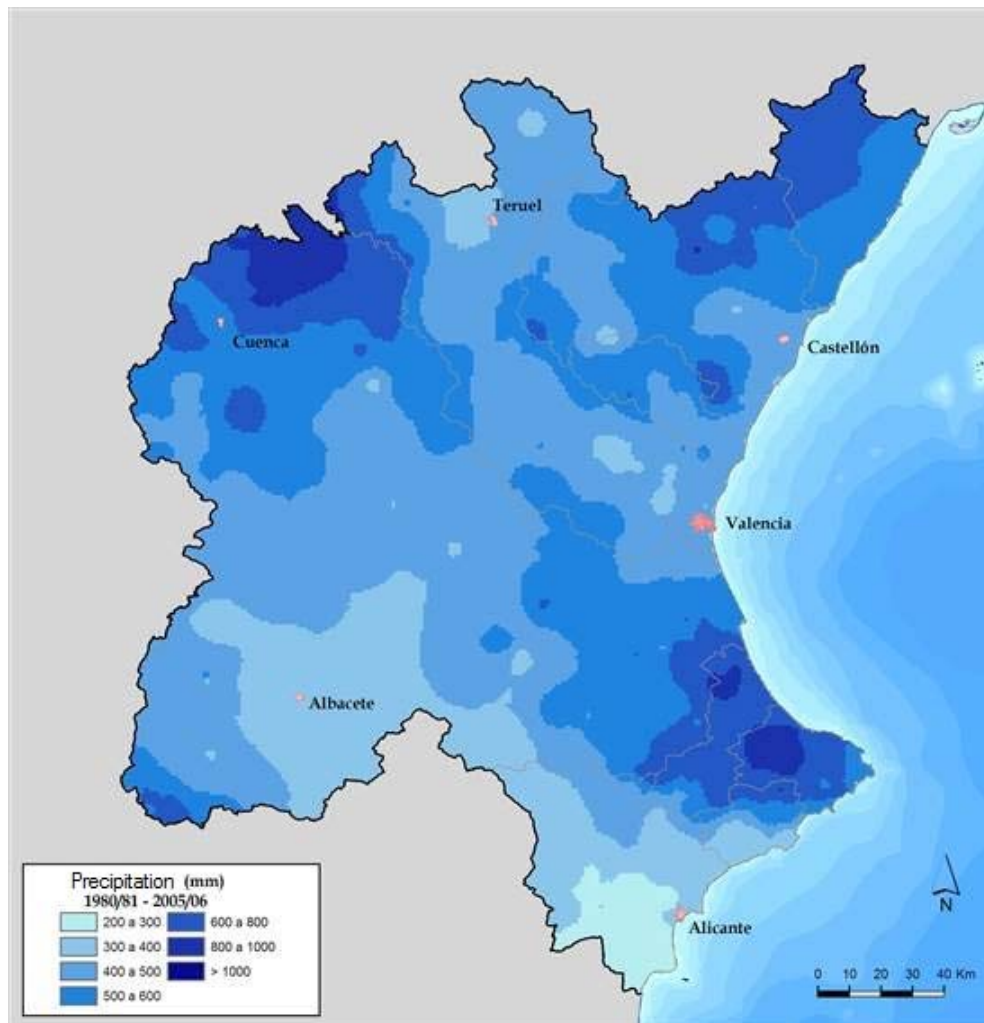 Teruel
Cuenca
Castellón
Valencia
Albacete
Alicante
Precipitation (mm)
1980/81 - 2005/06
200 a 300
600 a 800
300 a 400
800 a 1000
400 a 500
> 1000
500 a 600
N
0 10 20 30 40 Km